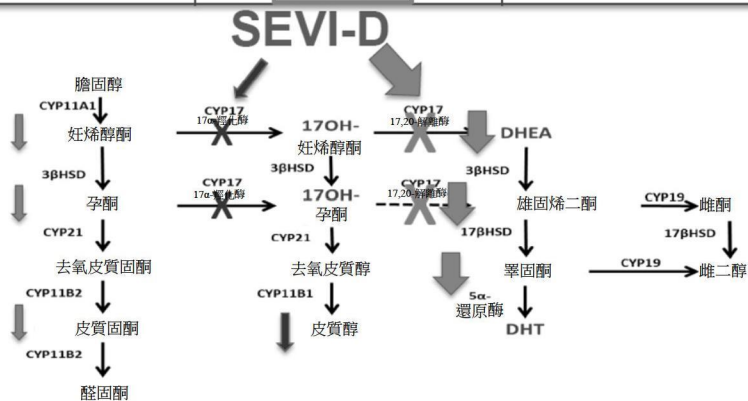 SEVI-D
膽固醇
CYP11A1
CYP17
17α-羥化酶
CYP17
17,20-解離酶
妊烯醇酮
17OH-
妊烯醇酮
DHEA
3βHSD
3βHSD
3βHSD
CYP17
17α-羥化酶
CYP17
17,20-解離酶
孕酮
17OH-
孕酮
雄固烯二酮
CYP19
雌酮
CYP21
CYP21
17βHSD
17βHSD
去氧皮質固酮
去氧皮質醇
睪固酮
CYP19
雌二醇
CYP11B2
CYP11B1
5α-
還原酶
皮質固酮
皮質醇
DHT
CYP11B2
醛固酮